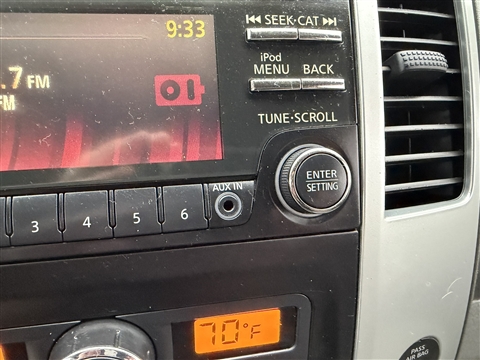 9:33
.7 FM
FM
SEEK·CAT
iPod
MENU
BACK
TUNE·SCROLL
ENTER
SETTING
3
4
5
6
AUX IN
70°F
PASS
AIR BAG